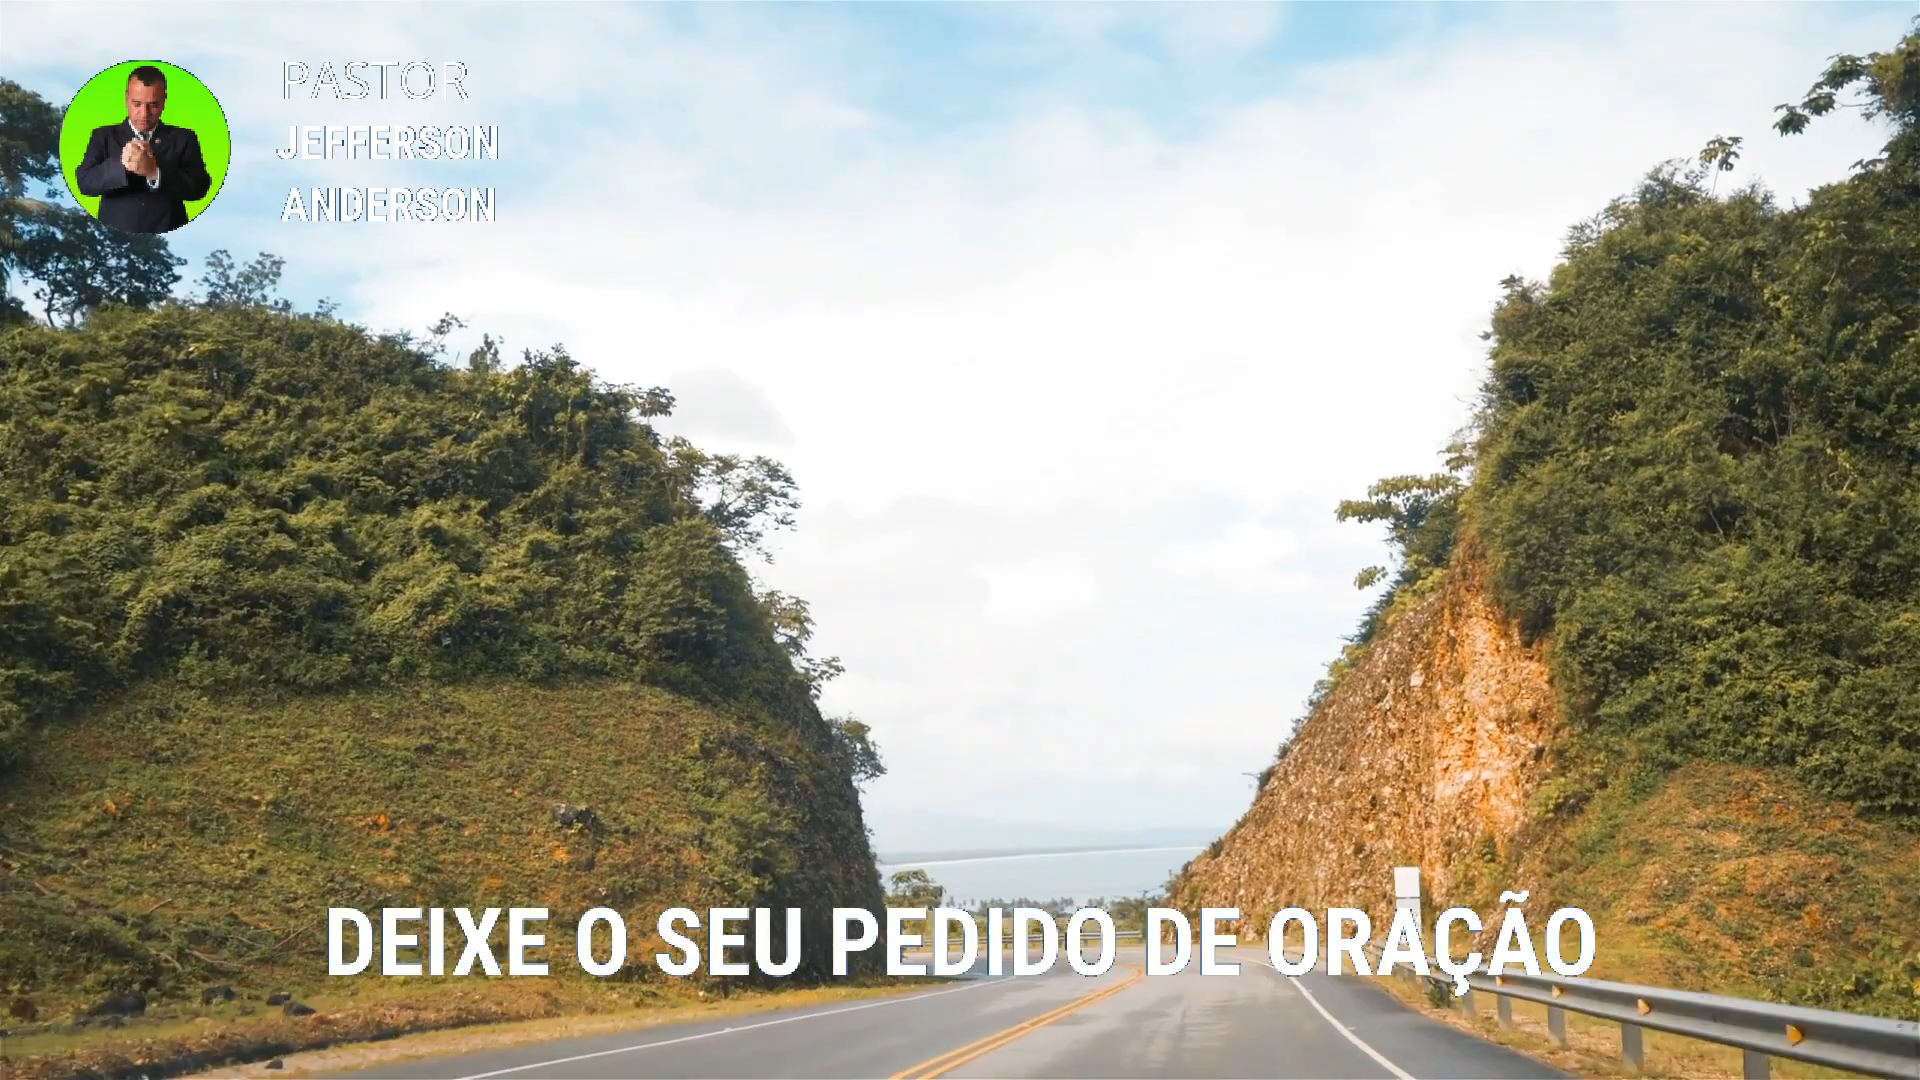 PASTOR
JEFFERSON
ANDERSON
DEIXE O SEU PEDIDO DE ORAÇÃO